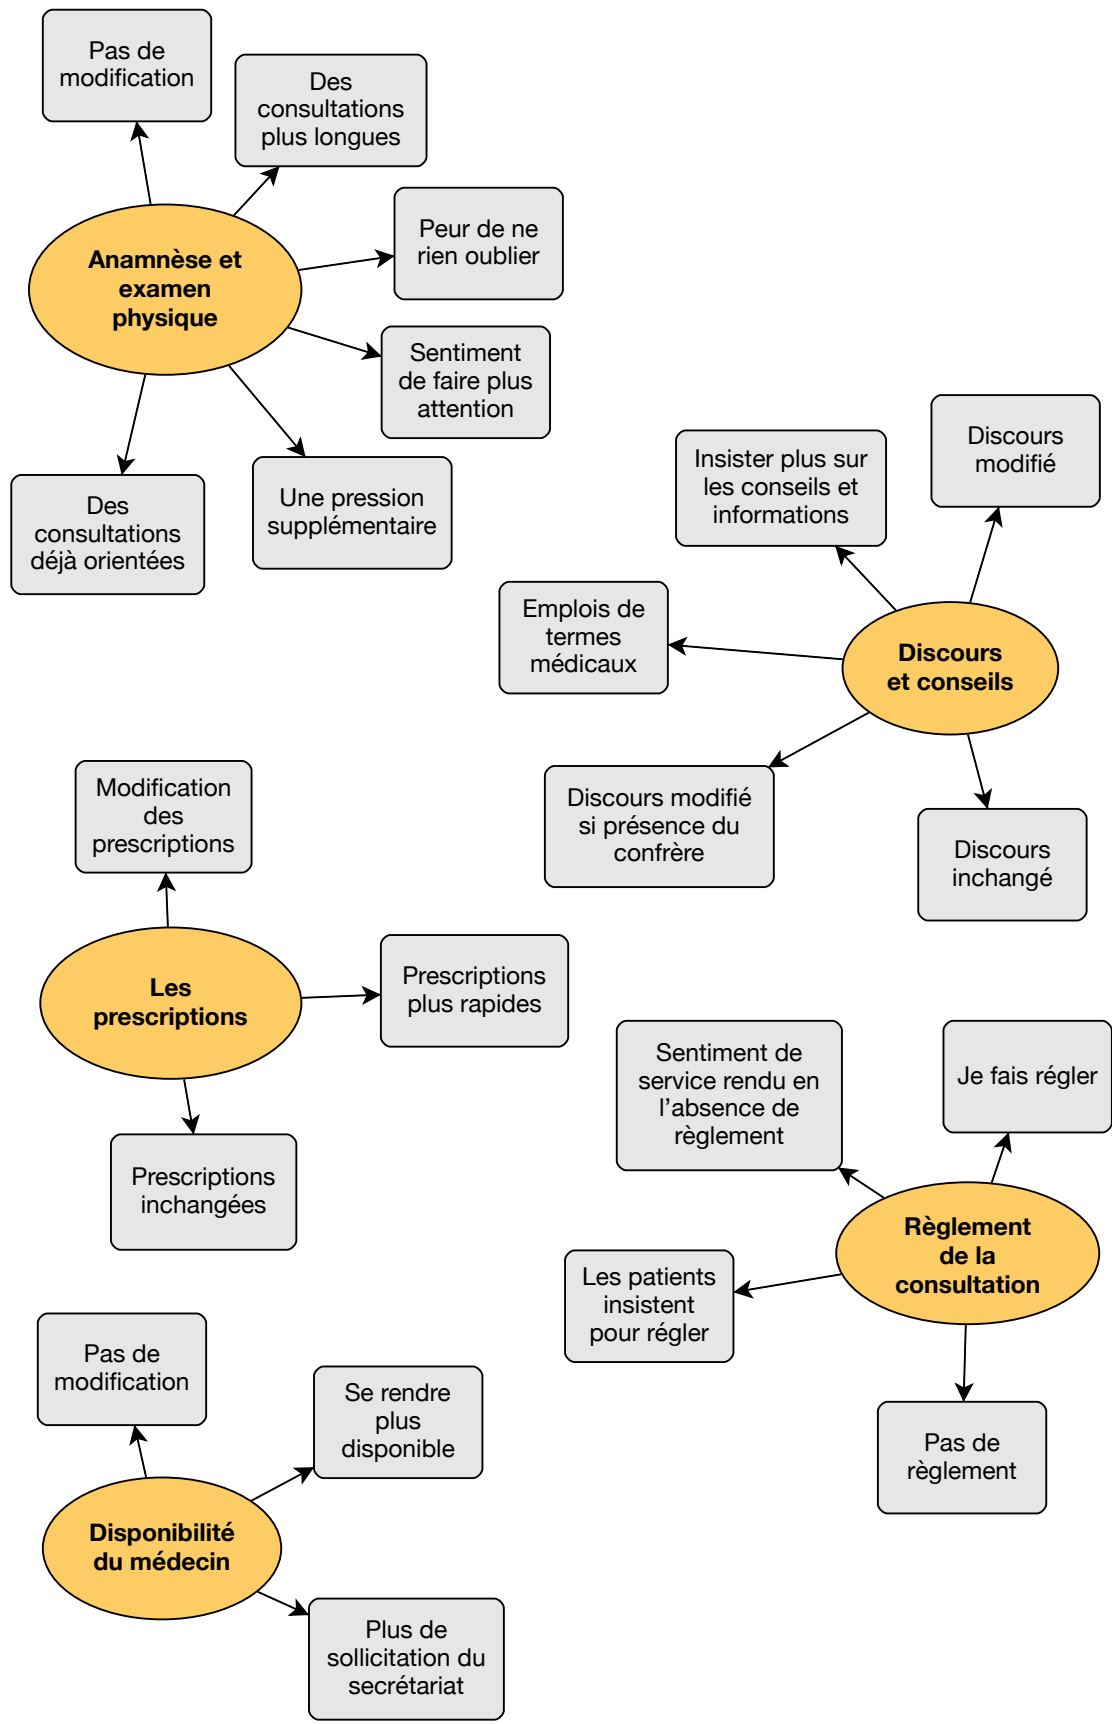 Pas de
modification
Des
consultations
plus longues
Peur de ne
rien oublier
Anamnèse et
examen
physique
Sentiment
de faire plus
attention
Une pression
supplémentaire
Des
consultations
déjà orientées
Discours
modifié
Insister plus sur
les conseils et
informations
Emplois de
termes
médicaux
Discours
et conseils
Discours modifié
si présence du
confrère
Discours
inchangé
Modification
des
prescriptions
Les
prescriptions
Prescriptions
plus rapides
Prescriptions
inchangées
Sentiment de
service rendu en
l’absence de
règlement
Je fais régler
Règlement
de la
consultation
Les patients
insistent
pour régler
Pas de
règlement
Pas de
modification
Se rendre
plus
disponible
Disponibilité
du médecin
Plus de
sollicitation du
secrétariat